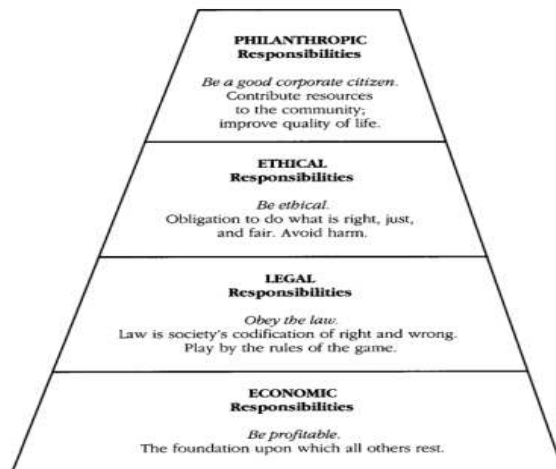 PHILANTHROPIC
Responsibilities
Be a good corporate citizen.
Contribute resources
to the community;
improve quality of life.
ETHICAL
Responsibilities
Be ethical.
Obligation to do what is right, just,
and fair. Avoid harm.
LEGAL
Responsibilities
Obey the law.
Law is society's codification of right and wrong.
Play by the rules of the game.
ECONOMIC
Responsibilities
Be profitable.
The foundation upon which all others rest.